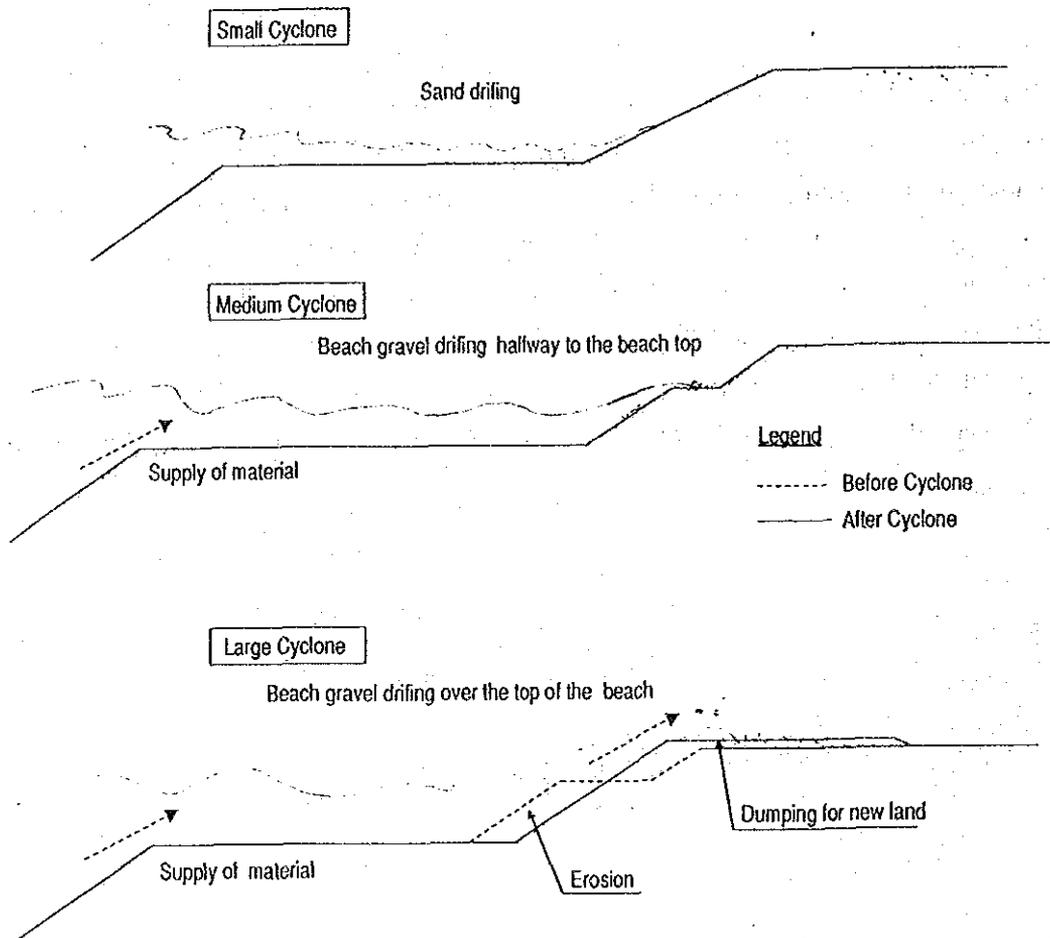 Small Cyclone
Sand drifing
Medium Cyclone
Beach gravel drifing halfway to the beach top
Supply of material
Legend
Before Cyclone
After Cyclone
Large Cyclone
Beach gravel drifing over the top of the beach
Dumping for new land
Supply of material
Erosion